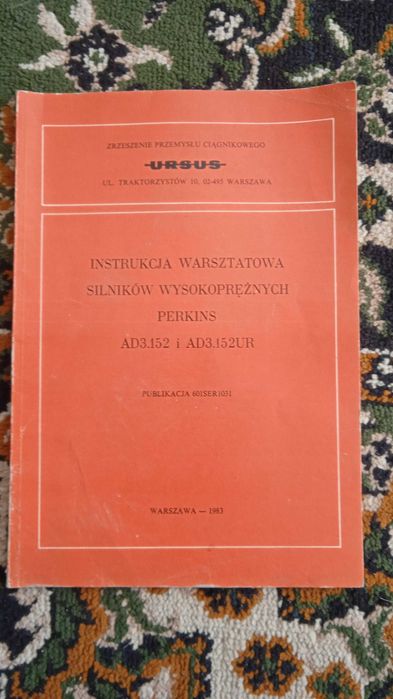 ZRZESZENIE PRZEMYSŁU CIĄGNIKOWEGO
URSUS
UL. TRAKTORZYSTÓW 10, 02-495 WARSZAWA
INSTRUKCJA WARSZTATOWA
SILNIKÓW WYSOKOPRĘŻNYCH
PERKINS
AD3.152 i AD3.152UR
PUBLIKACJA 601SER1031
WARSZAWA — 1983